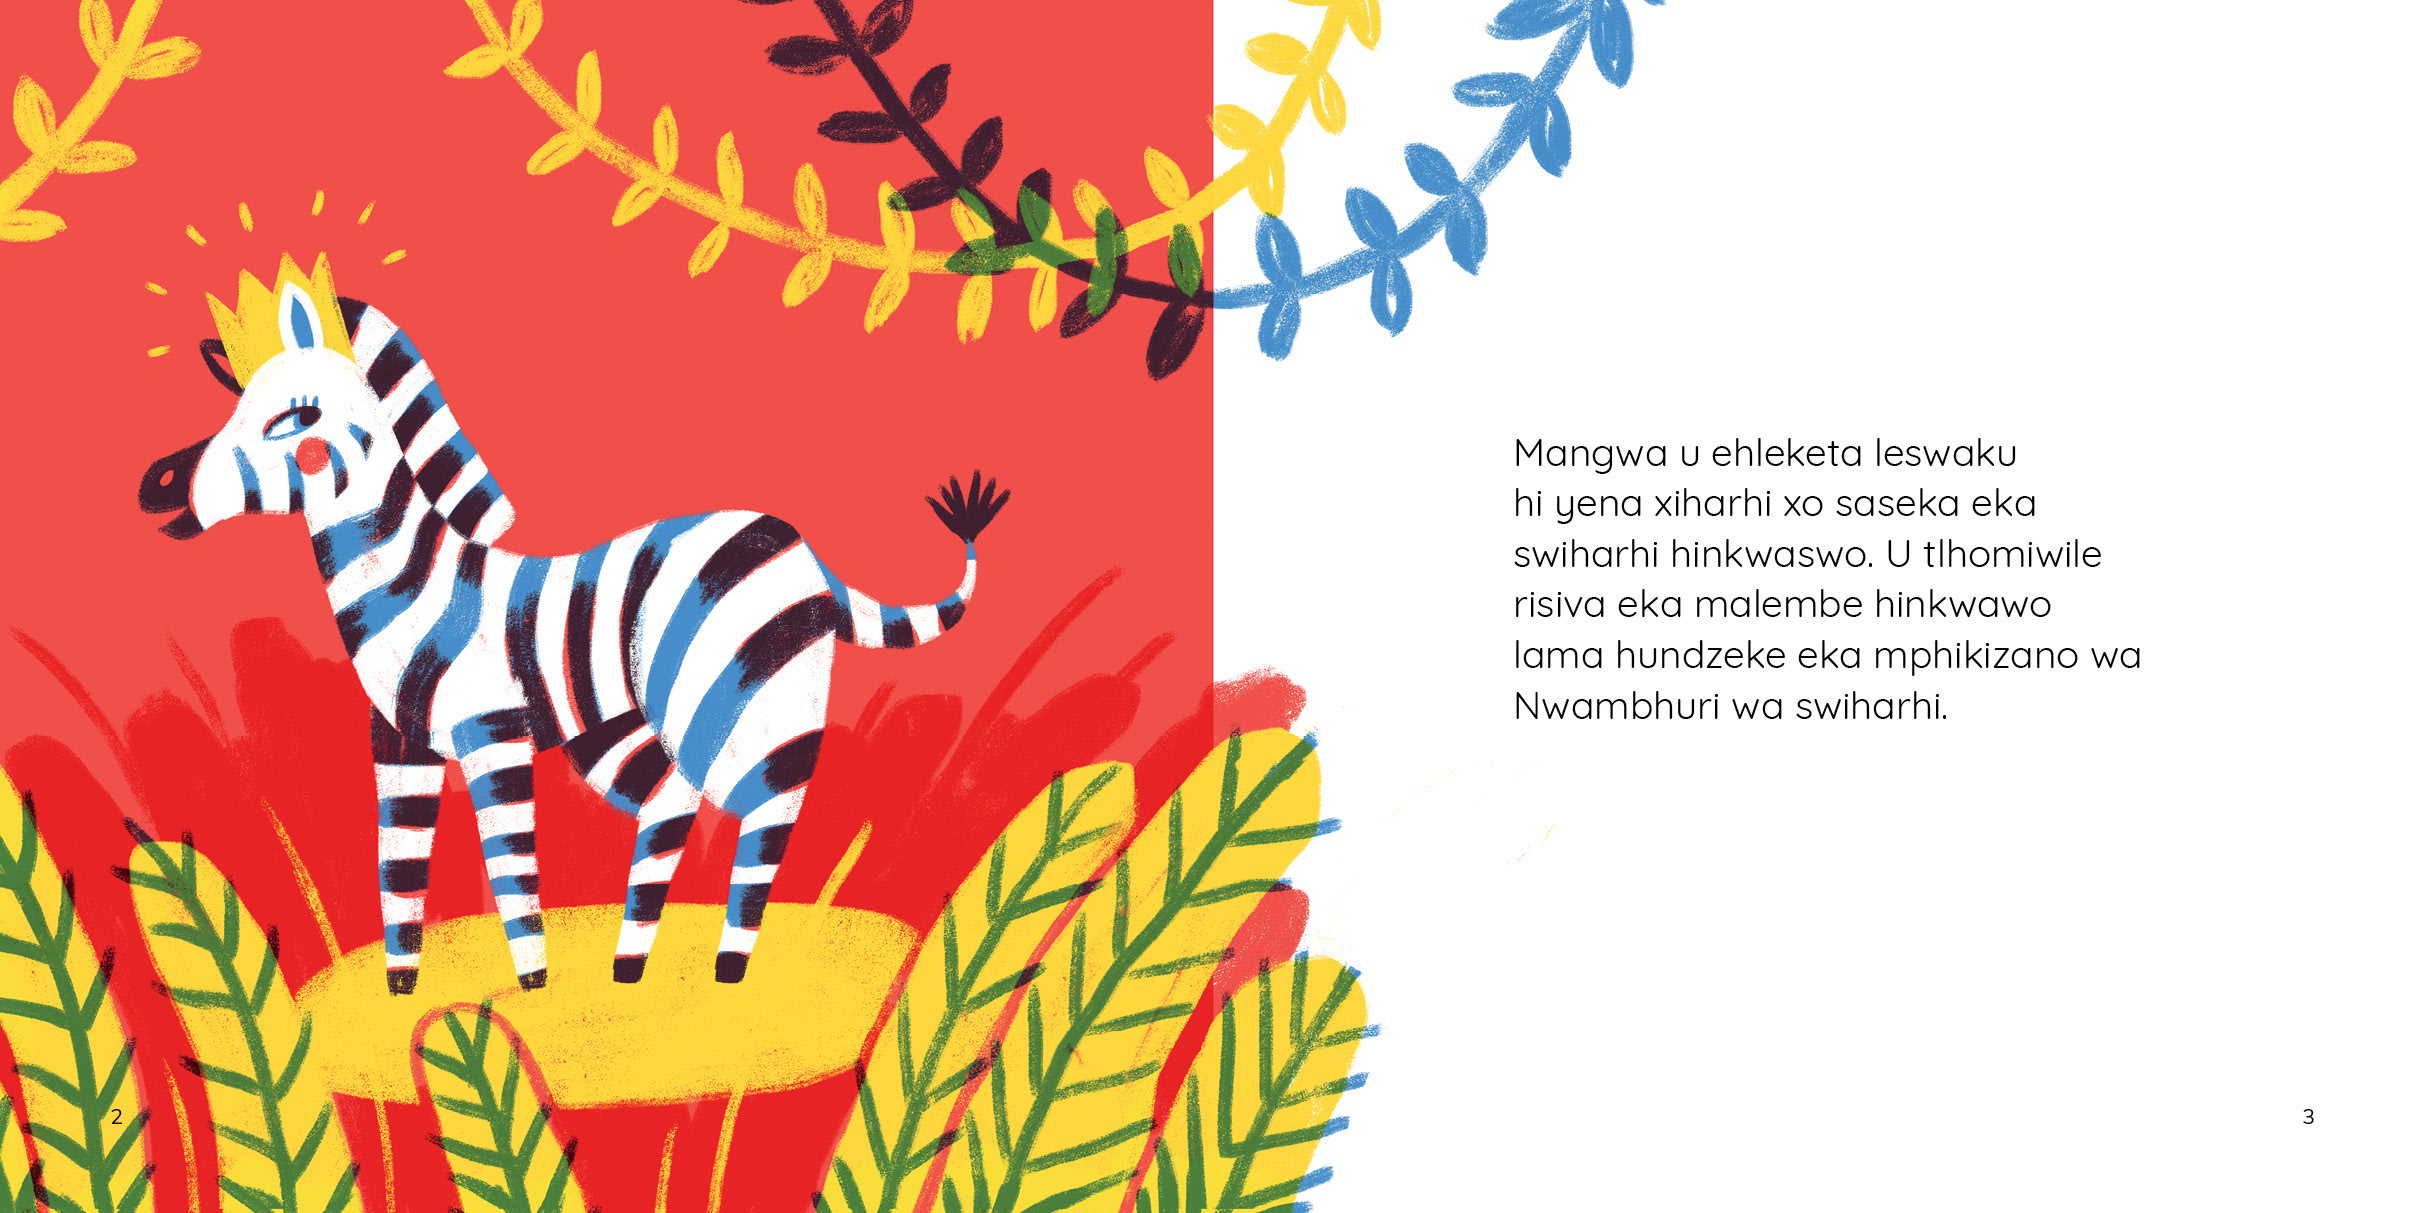 Mangwa u ehleketa leswaku
hi yena xiharhi xo saseka eka
swiharhi hinkwaswo. U tlhomiwile
risiva eka malembe hinkwawo
lama hundzeke eka mphikizano wa
Nwambhuri wa swiharhi.
2
3